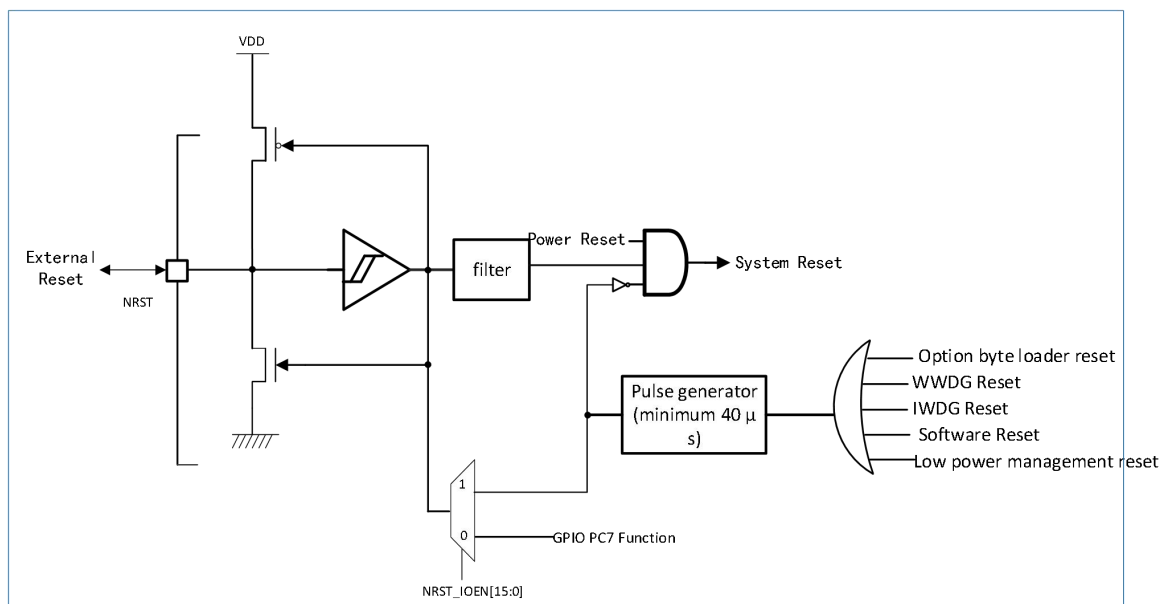 VDD
External
Reset
NRST
filter
Power Reset
System Reset
Pulse generator
(minimum 40 μ
s)
Option byte loader reset
WWDG Reset
IWDG Reset
Software Reset
Low power management reset
1
0
GPIO PC7 Function
NRST_IOEN[15:0]